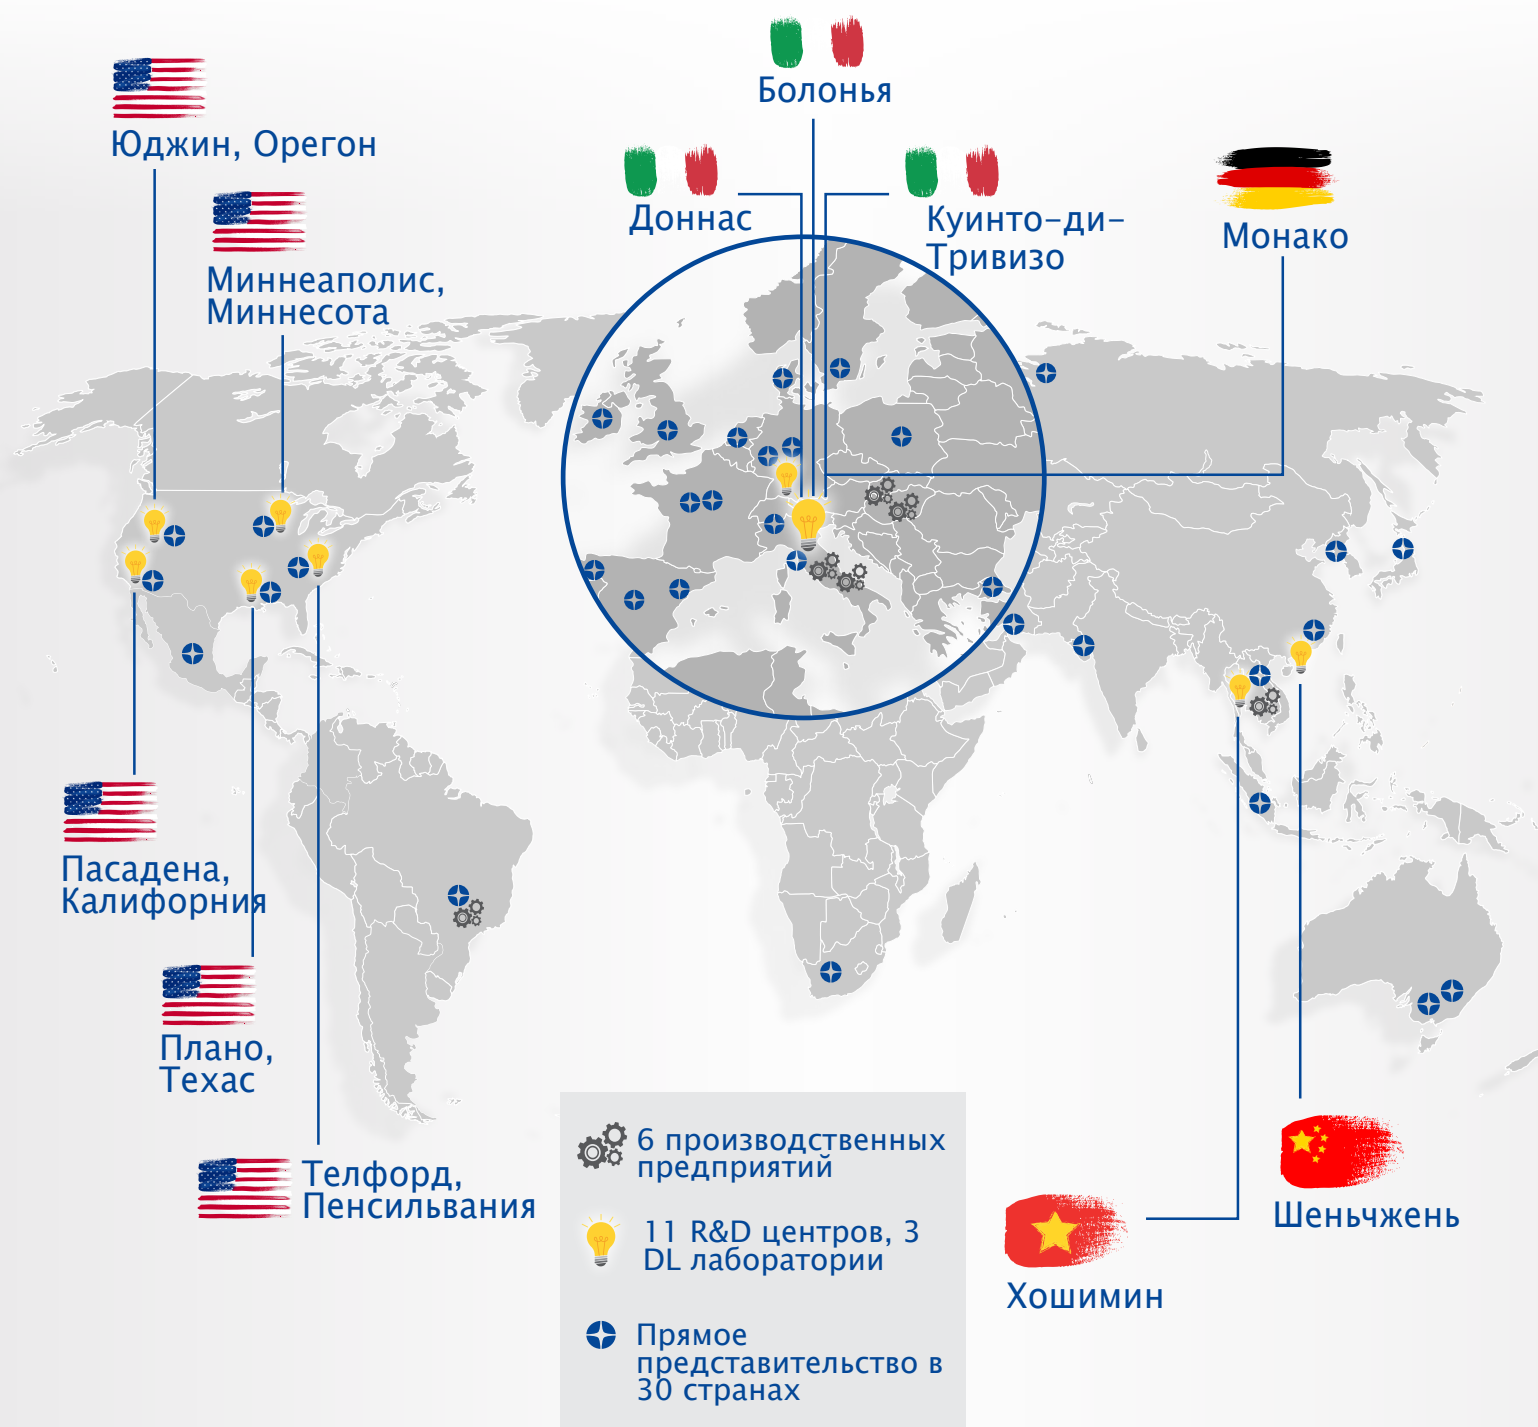 Болонья
Юджин, Орегон
Доннас
Куинто-ди-
Тривизо
Монако
Миннеаполис,
Миннесота
Пасадена,
Калифорния
Плано,
Техас
Телфорд,
Пенсильвания
6 производственных
предприятий
11 R&D центров, 3
DL лаборатории
Прямое
представительство в
30 странах
Шеньчжень
Хошимин